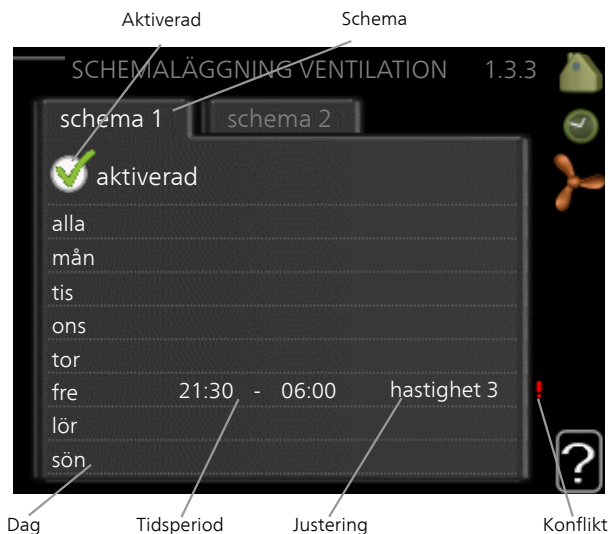 Aktiverad Schema
SCHEMALÄGGNING VENTILATION 1.3.3
schema 1 schema 2
aktiverad
alla
mån
tis
ons
tor
fre 21:30 - 06:00 hastighet 3 !
lör
sön
?
Dag Tidsperiod Justering Konflikt